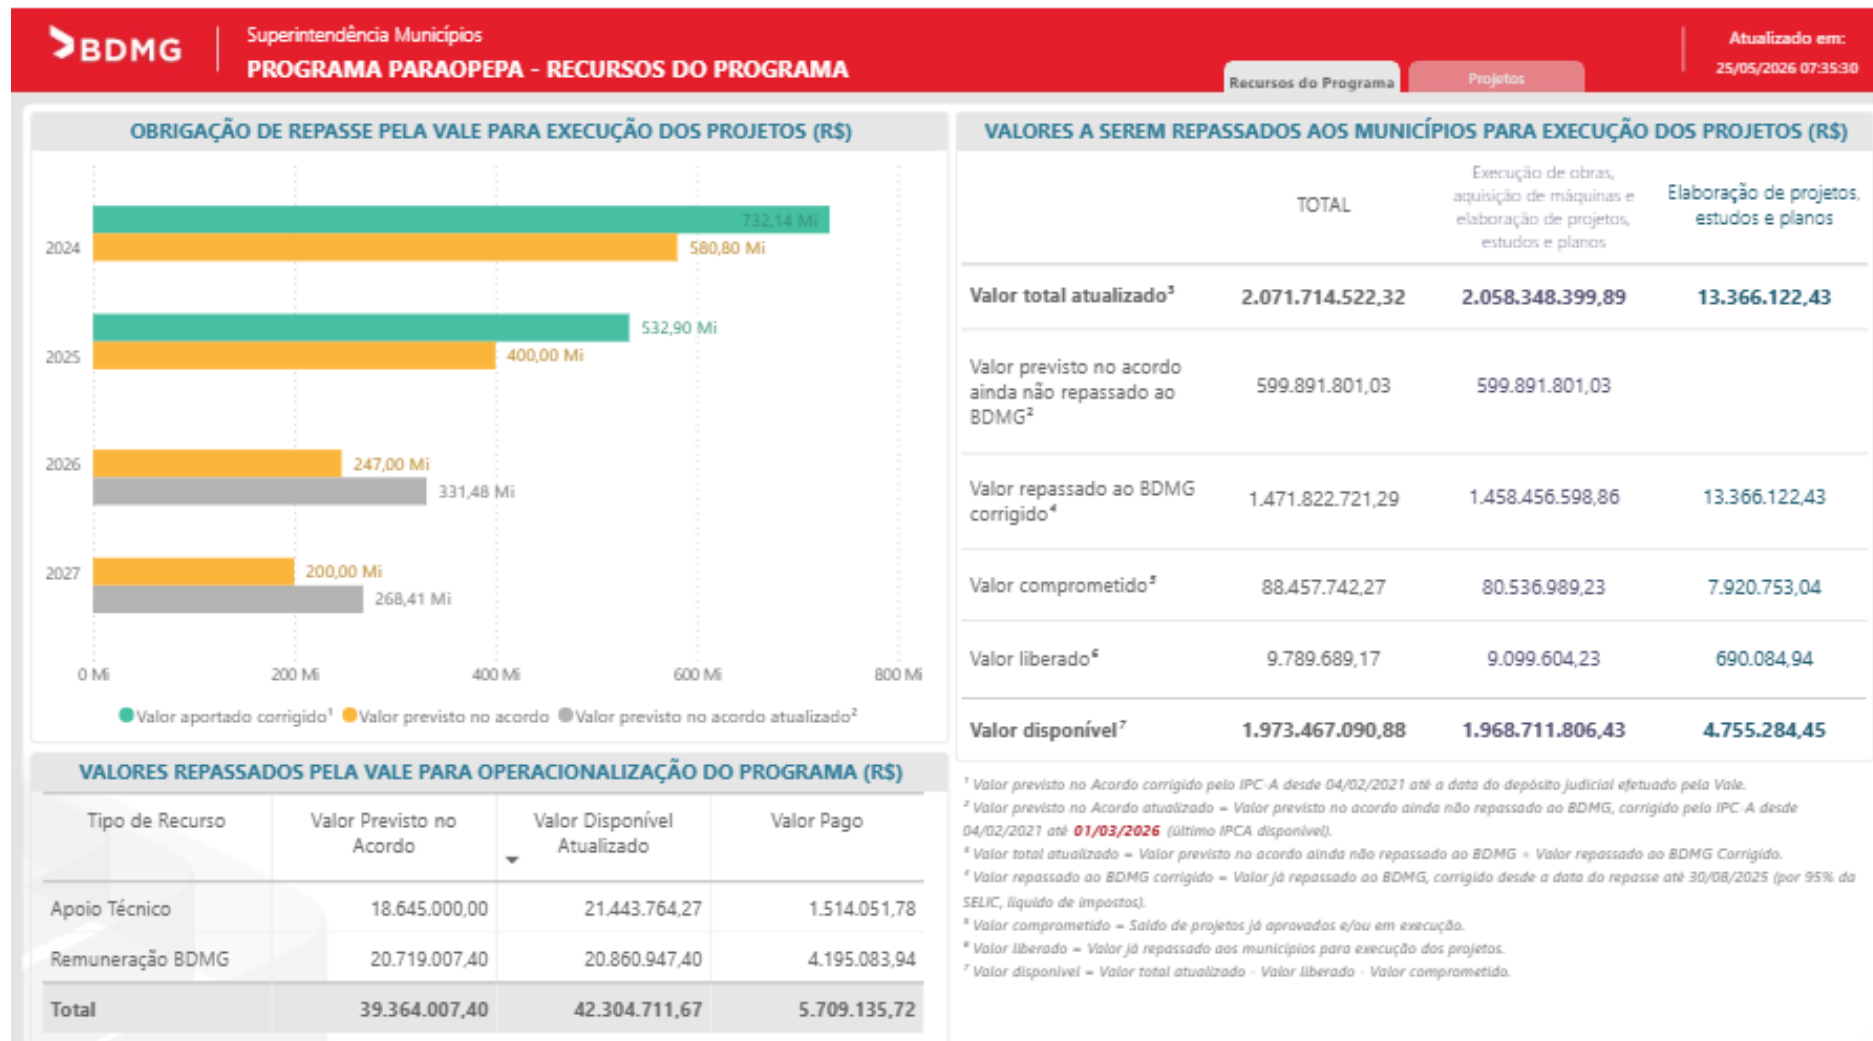 BDMG
Superintendência Municípios
PROGRAMA PARAOPEPA - RECURSOS DO PROGRAMA
Recursos do Programa
Projetos
Atualizado em:
25/05/2026 07:35:30
OBRIGAÇÃO DE REPASSE PELA VALE PARA EXECUÇÃO DOS PROJETOS (R$)
2024
732,14 Mi
580,80 Mi
2025
532,90 Mi
400,00 Mi
2026
247,00 Mi
331,48 Mi
2027
200,00 Mi
268,41 Mi
0 Mi 200 Mi 400 Mi 600 Mi 800 Mi
Valor aportado corrigido¹ Valor previsto no acordo Valor previsto no acordo atualizado²
VALORES REPASSADOS PELA VALE PARA OPERACIONALIZAÇÃO DO PROGRAMA (R$)
Tipo de Recurso Valor Previsto no Acordo Valor Disponível Atualizado Valor Pago
Apoio Técnico 18.645.000,00 21.443.764,27 1.514.051,78
Remuneração BDMG 20.719.007,40 20.860.947,40 4.195.083,94
Total 39.364.007,40 42.304.711,67 5.709.135,72
VALORES A SEREM REPASSADOS AOS MUNICÍPIOS PARA EXECUÇÃO DOS PROJETOS (R$)
TOTAL
Execução de obras,
aquisição de máquinas e
elaboração de projetos,
estudos e planos
Elaboração de projetos,
estudos e planos
Valor total atualizado³ 2.071.714.522,32 2.058.348.399,89 13.366.122,43
Valor previsto no acordo
ainda não repassado ao
BDMG²
599.891.801,03 599.891.801,03
Valor repassado ao BDMG
corrigido⁴
1.471.822.721,29 1.458.456.598,86 13.366.122,43
Valor comprometido⁵ 88.457.742,27 80.536.989,23 7.920.753,04
Valor liberado⁶ 9.789.689,17 9.099.604,23 690.084,94
Valor disponível⁷ 1.973.467.090,88 1.968.711.806,43 4.755.284,45
¹ Valor previsto no Acordo corrigido pelo IPC-A desde 04/02/2021 até a data do depósito judicial efetuado pela Vale.
² Valor previsto no Acordo atualizado = Valor previsto no acordo ainda não repassado ao BDMG, corrigido pelo IPC-A desde
04/02/2021 até 01/03/2026 (último IPCA disponível).
³ Valor total atualizado = Valor previsto no acordo ainda não repassado ao BDMG + Valor repassado ao BDMG Corrigido.
⁴ Valor repassado ao BDMG corrigido = Valor já repassado ao BDMG, corrigido desde a data do repasse até 30/08/2025 (por 95% da
SELIC, líquido de impostos).
⁵ Valor comprometido = Saldo de projetos já aprovados e/ou em execução.
⁶ Valor liberado = Valor já repassado aos municípios para execução dos projetos.
⁷ Valor disponível = Valor total atualizado - Valor liberado - Valor comprometido.